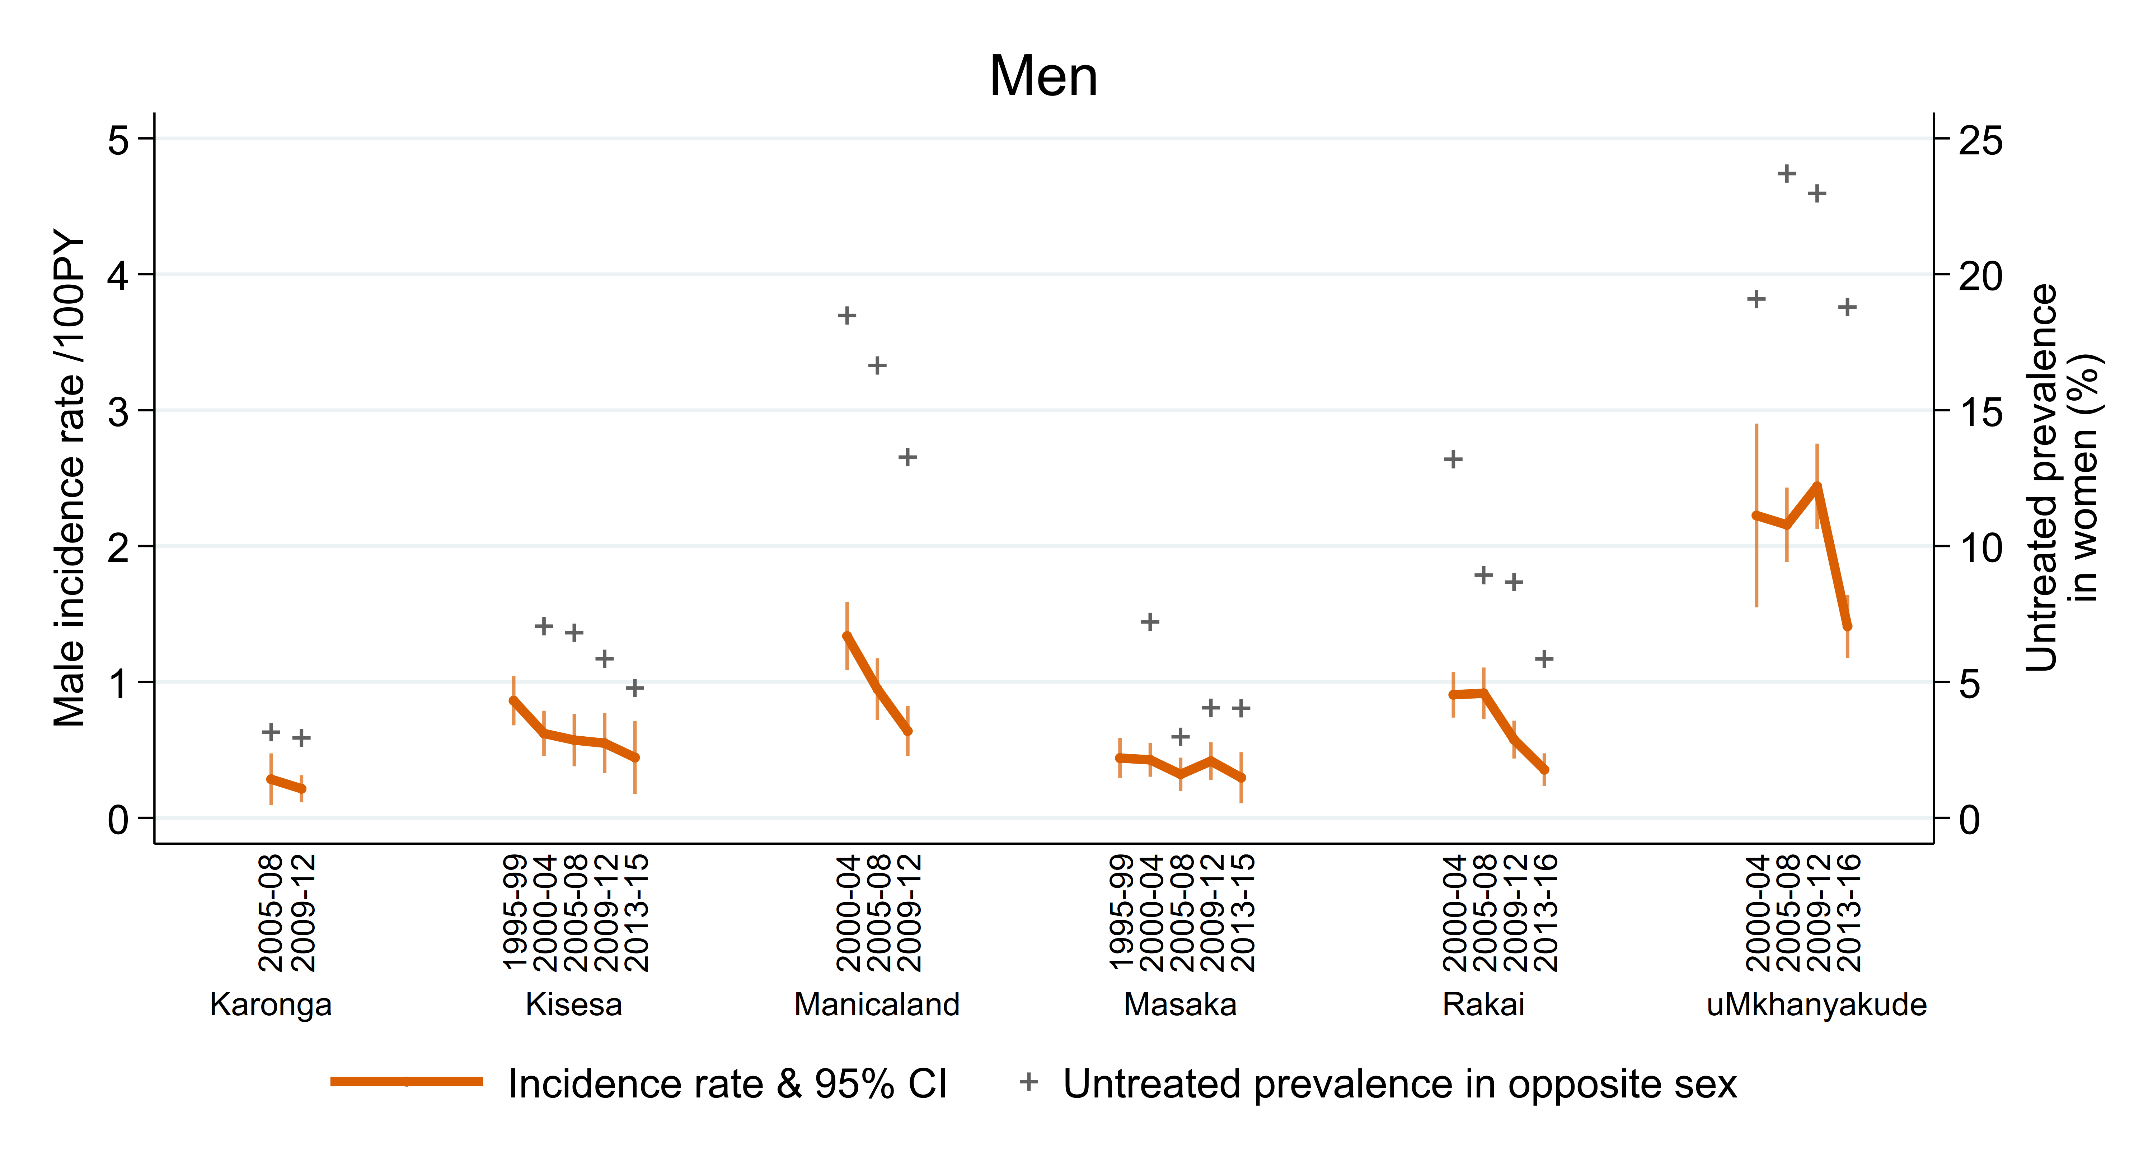 Men
Male incidence rate /100PY
5
4
3
2
1
0
25
20
15
10
5
0
Untreated prevalence
in women (%)
2005-08
2009-12
1995-99
2000-04
2005-08
2009-12
2013-15
2000-04
2005-08
2009-12
1995-99
2000-04
2005-08
2009-12
2013-15
2000-04
2005-08
2009-12
2013-16
2000-04
2005-08
2009-12
2013-16
Karonga
Kisesa
Manicaland
Masaka
Rakai
uMkhanyakude
Incidence rate & 95% CI
Untreated prevalence in opposite sex